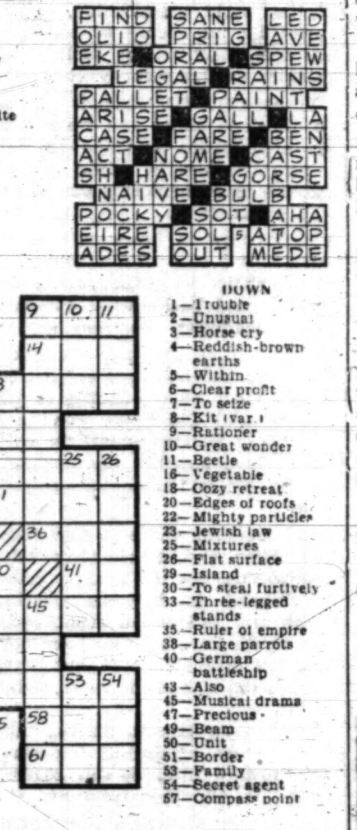 FIND SANE LED
OLIO PRIG AVE
EKE ORAL SPEW
LEGAL RAINS
PALLET PAINT
ARISE GALL LA
CASE FARE BEN
ACT NOME CAST
SH HARE GORSE
NAIVE BULB
POCKY SOT AHA
EIRE SOL ATOP
ADES OUT MEDE
ite
9 10 11
14
25 26
36
41
45
53 54
58
61
DOWN
1—Trouble
2—Unusual
3—Horse cry
4—Reddish-brown
earths
5—Within
6—Clear profit
7—To seize
8—Kit (var.)
9—Rationer
10—Great wonder
11—Beetle
16—Vegetable
18—Cozy retreat
20—Edges of roofs
22—Mighty particles
23—Jewish law
25—Mixtures
26—Flat surface
29—Island
30—To steal furtively
33—Three-legged
stands
35—Ruler of empire
38—Large parrots
40—German
battleship
43—Also
45—Musical drama
47—Precious
49—Beam
50—Unit
51—Border
53—Family
54—Secret agent
57—Compass point